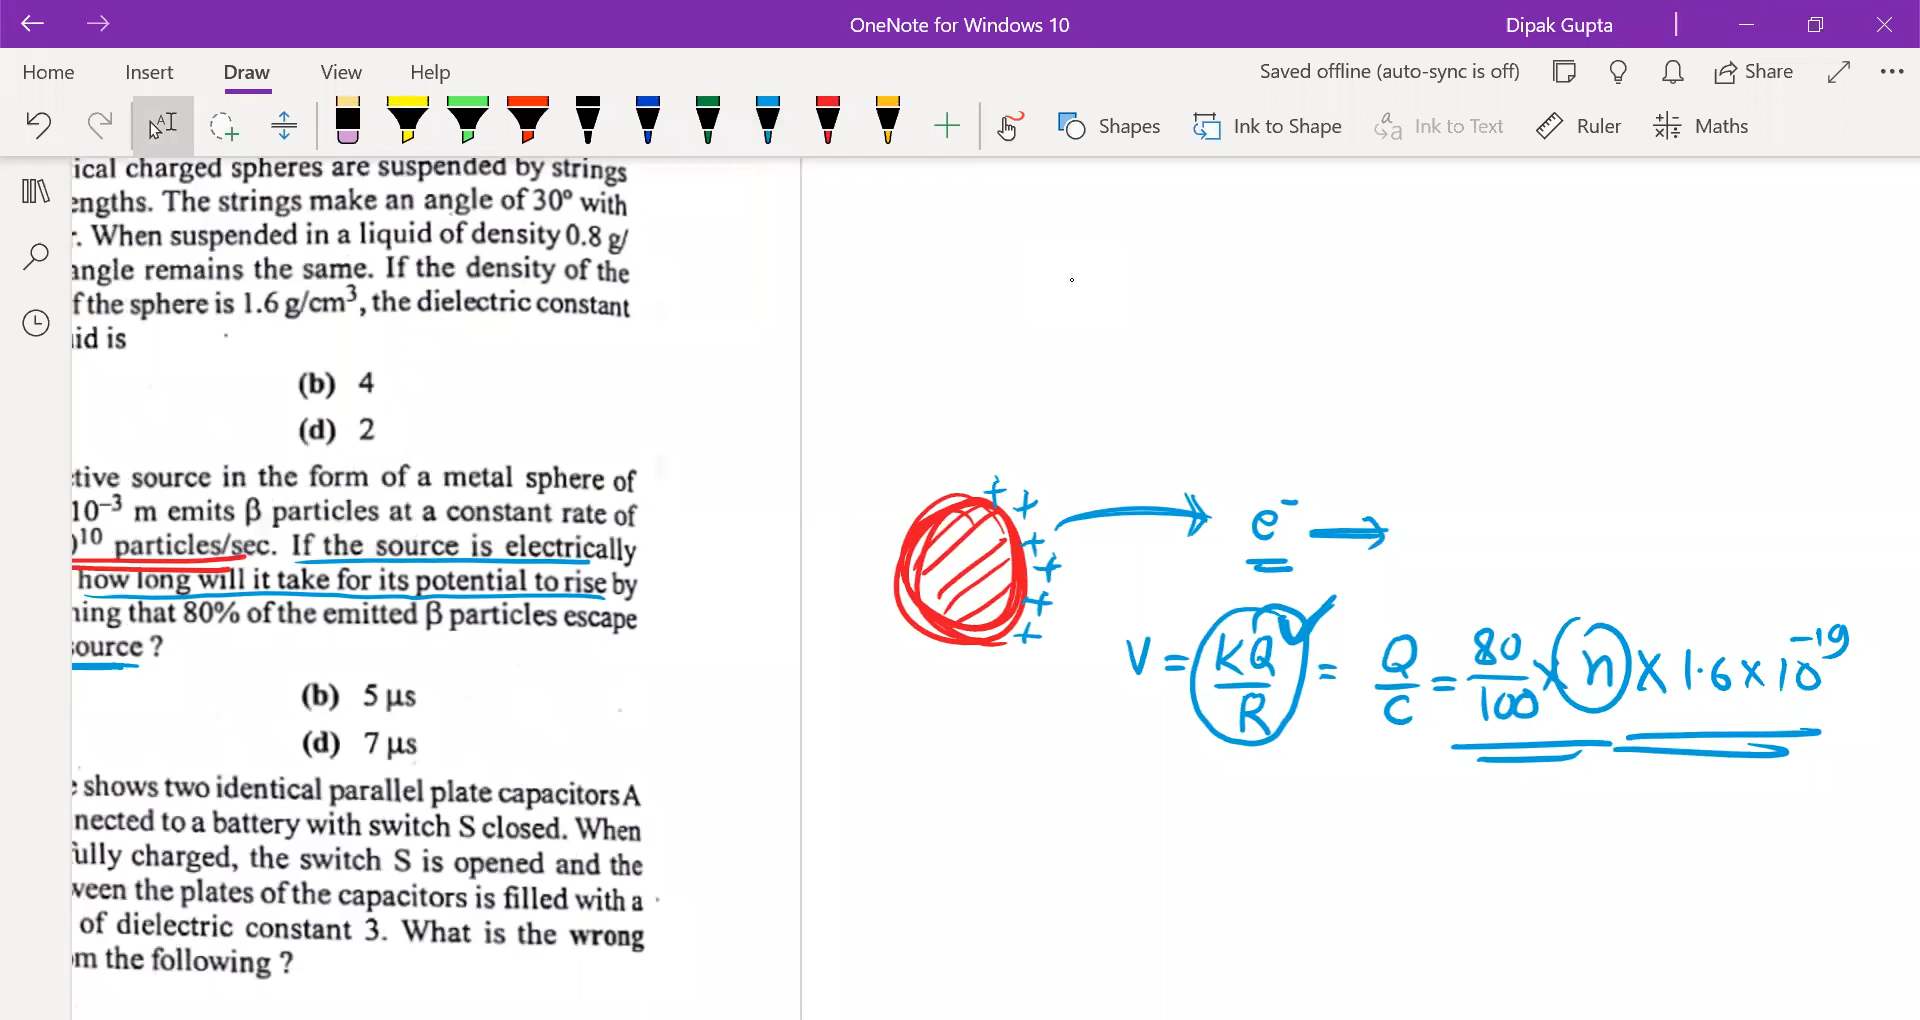 OneNote for Windows 10
Dipak Gupta
Home Insert Draw View Help
Saved offline (auto-sync is off)
Share
Shapes
Ink to Shape
Ink to Text
Ruler
Maths
ical charged spheres are suspended by strings
engths. The strings make an angle of 30° with
r. When suspended in a liquid of density 0.8 g/
angle remains the same. If the density of the
f the sphere is 1.6 g/cm³, the dielectric constant
id is
(b) 4
(d) 2
tive source in the form of a metal sphere of
10⁻³ m emits β particles at a constant rate of
)¹⁰ particles/sec. If the source is electrically
how long will it take for its potential to rise by
ning that 80% of the emitted β particles escape
source ?
(b) 5 μs
(d) 7 μs
shows two identical parallel plate capacitors A
nected to a battery with switch S closed. When
fully charged, the switch S is opened and the
ween the plates of the capacitors is filled with a
of dielectric constant 3. What is the wrong
om the following ?
+ + + + + +
e⁻
V = KQ/R = Q/C = 80/100 × n × 1.6 × 10⁻¹⁹